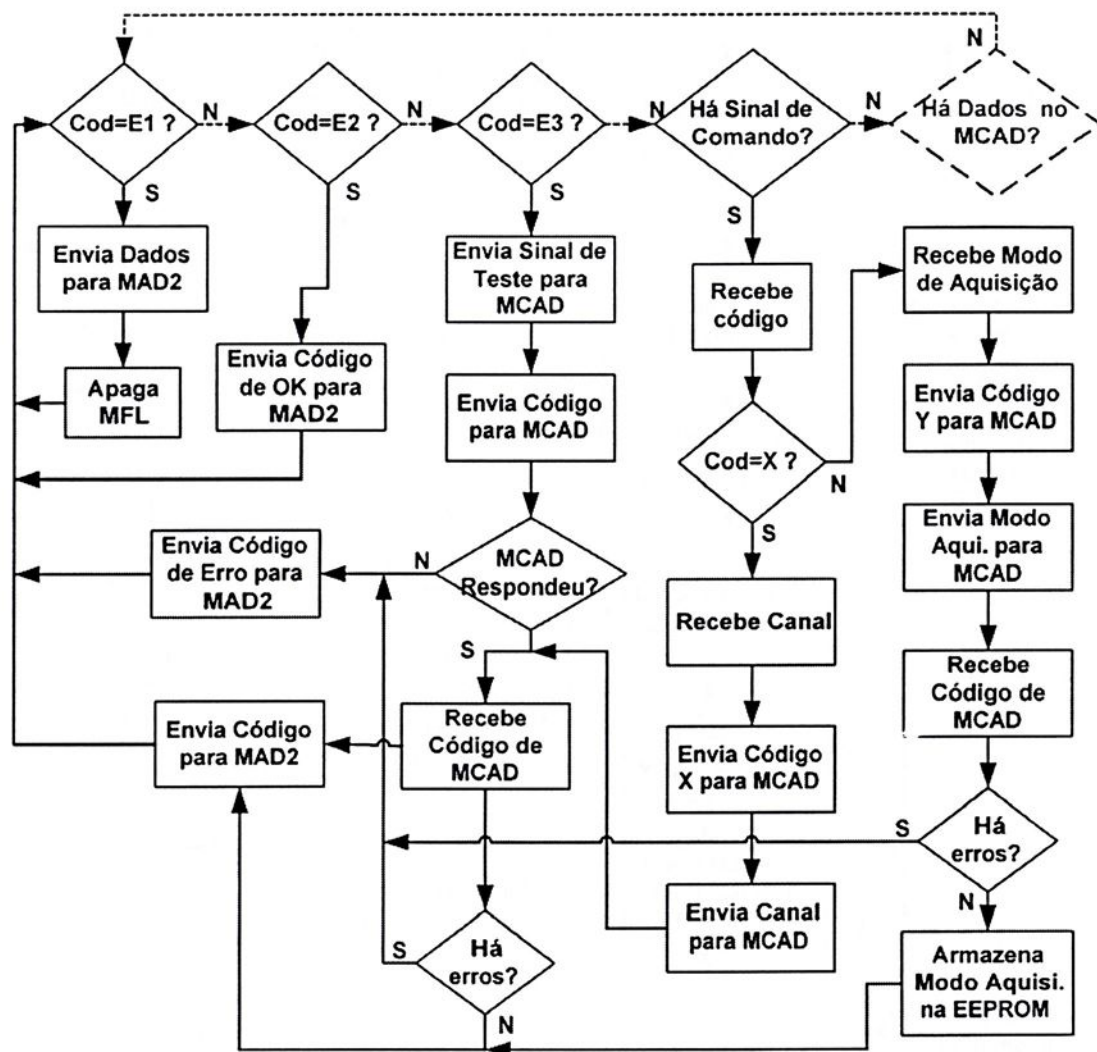 N
Cod=E1 ?
N
Cod=E2 ?
N
Cod=E3 ?
N
Há Sinal de
Comando?
N
Há Dados no
MCAD?
S
S
S
S
Envia Dados
para MAD2
Envia Sinal de
Teste para
MCAD
Recebe
código
Recebe Modo
de Aquisição
Apaga
MFL
Envia Código
de OK para
MAD2
Envia Código
para MCAD
Cod=X ?
N
S
Envia Código
Y para MCAD
Envia Código
de Erro para
MAD2
N
MCAD
Respondeu?
S
Recebe Canal
Envia Modo
Aqui. para
MCAD
Envia Código
para MAD2
Recebe
Código de
MCAD
Envia Código
X para MCAD
Recebe
Código de
MCAD
S
Há
erros?
N
S
Há
erros?
N
Envia Canal
para MCAD
Armazena
Modo Aquisi.
na EEPROM